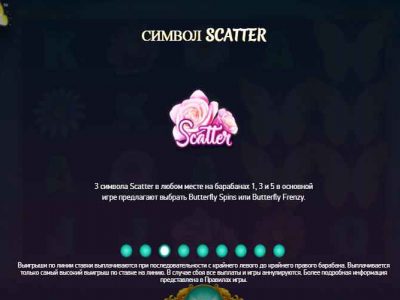 СИМВОЛ SCATTER
Scatter
3 символа Scatter в любом месте на барабанах 1, 3 и 5 в основной
игре предлагают выбрать Butterfly Spins или Butterfly Frenzy.
Выигрыши по линии ставки выплачиваются при последовательности с крайнего левого до крайнего правого барабана. Выплачивается
только самый высокий выигрыш по ставке на линию. В случае сбоя все выплаты и игры аннулируются. Более подробная информация
представлено в Правилах игры.